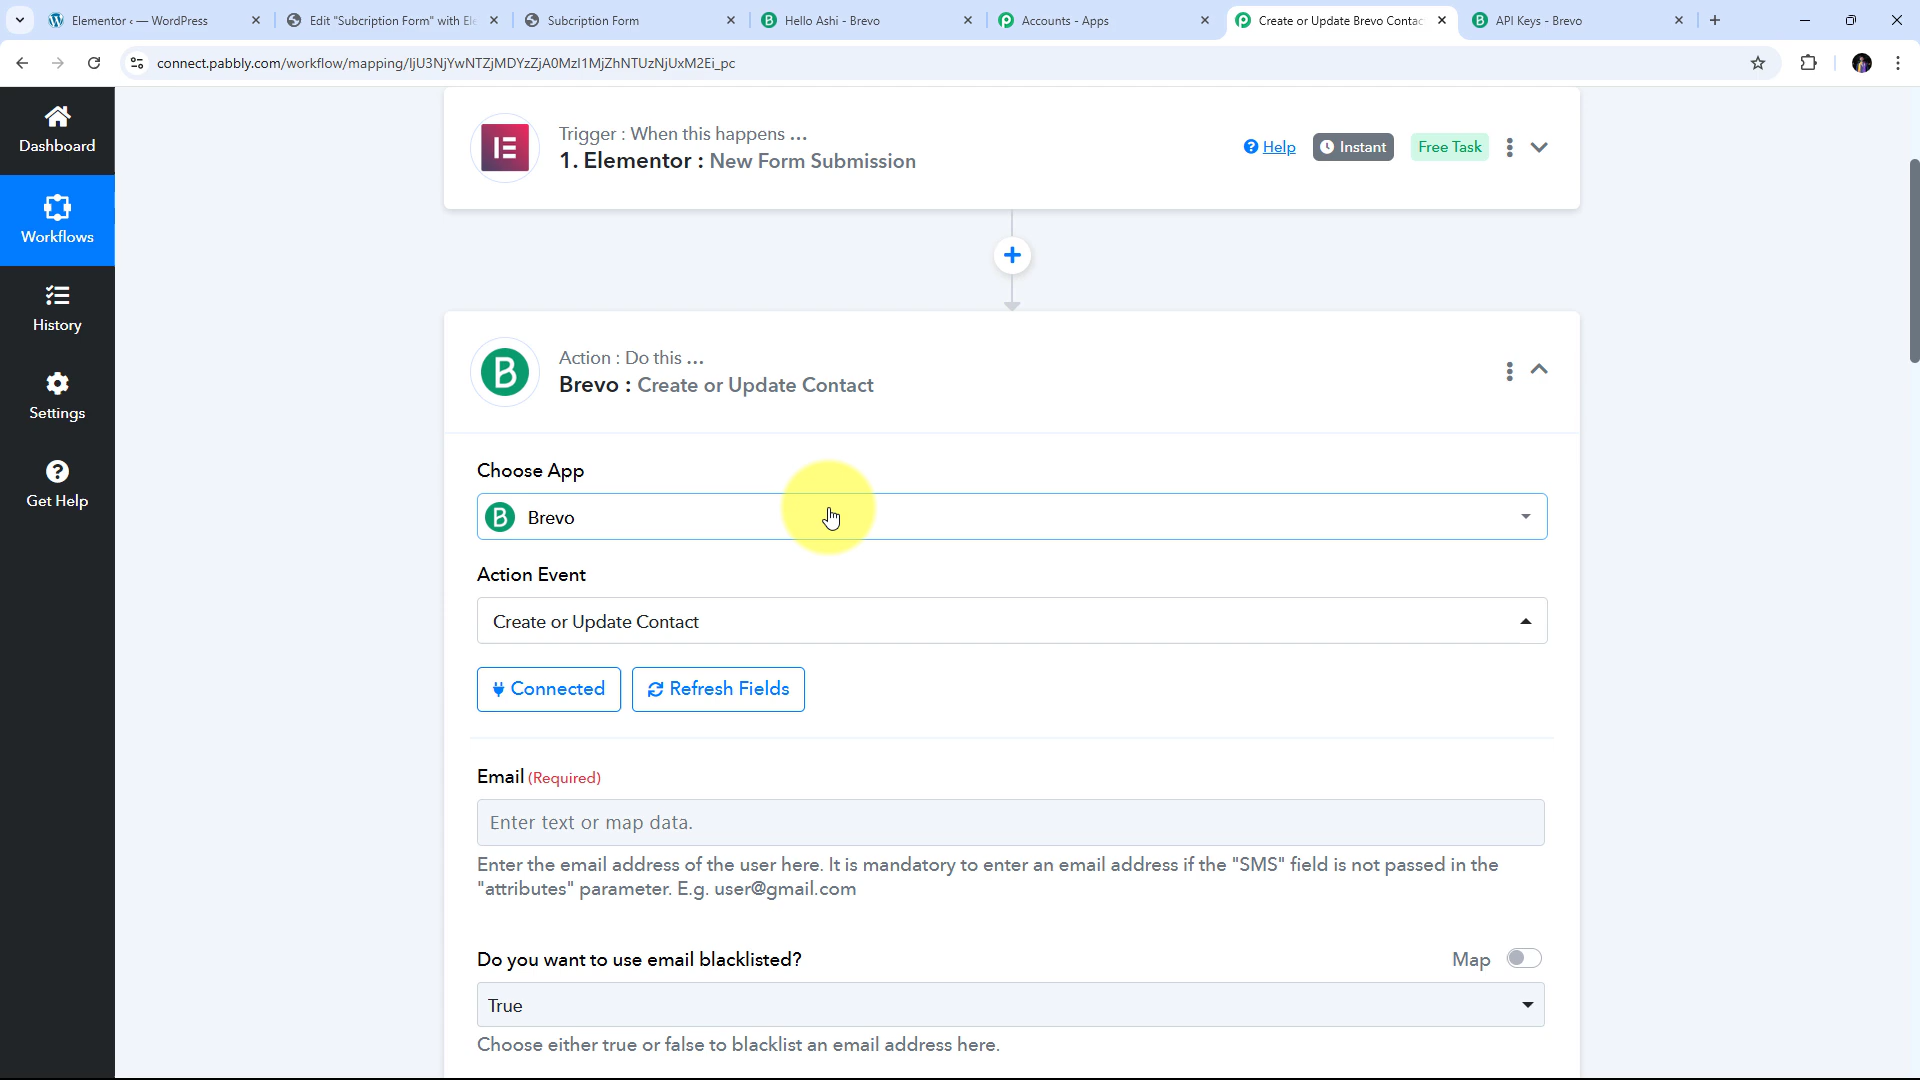 Elementor ‹ — WordPress
Edit "Subcription Form" with Ele
Subcription Form
Hello Ashi - Brevo
Accounts - Apps
Create or Update Brevo Contac
API Keys - Brevo
connect.pabbly.com/workflow/mapping/IjU3NjYwNTZjMDYzZjA0MzI1MjZhNTUzNjUxM2Ei_pc
Dashboard
Workflows
History
Settings
Get Help
Trigger : When this happens ...
1. Elementor : New Form Submission
Help
Instant
Free Task
Action : Do this ...
Brevo : Create or Update Contact
Choose App
Brevo
Action Event
Create or Update Contact
Connected
Refresh Fields
Email (Required)
Enter text or map data.
Enter the email address of the user here. It is mandatory to enter an email address if the "SMS" field is not passed in the
"attributes" parameter. E.g. user@gmail.com
Do you want to use email blacklisted?
Map
True
Choose either true or false to blacklist an email address here.